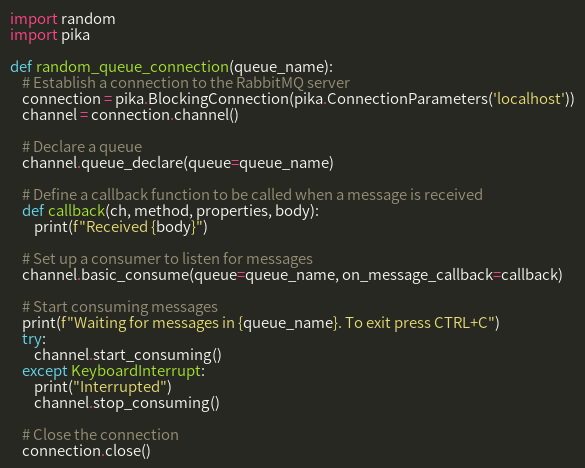 import random
import pika

def random_queue_connection(queue_name):
    # Establish a connection to the RabbitMQ server
    connection = pika.BlockingConnection(pika.ConnectionParameters('localhost'))
    channel = connection.channel()

    # Declare a queue
    channel.queue_declare(queue=queue_name)

    # Define a callback function to be called when a message is received
    def callback(ch, method, properties, body):
        print(f"Received {body}")

    # Set up a consumer to listen for messages
    channel.basic_consume(queue=queue_name, on_message_callback=callback)

    # Start consuming messages
    print(f"Waiting for messages in {queue_name}. To exit press CTRL+C")
    try:
        channel.start_consuming()
    except KeyboardInterrupt:
        print("Interrupted")
        channel.stop_consuming()

    # Close the connection
    connection.close()